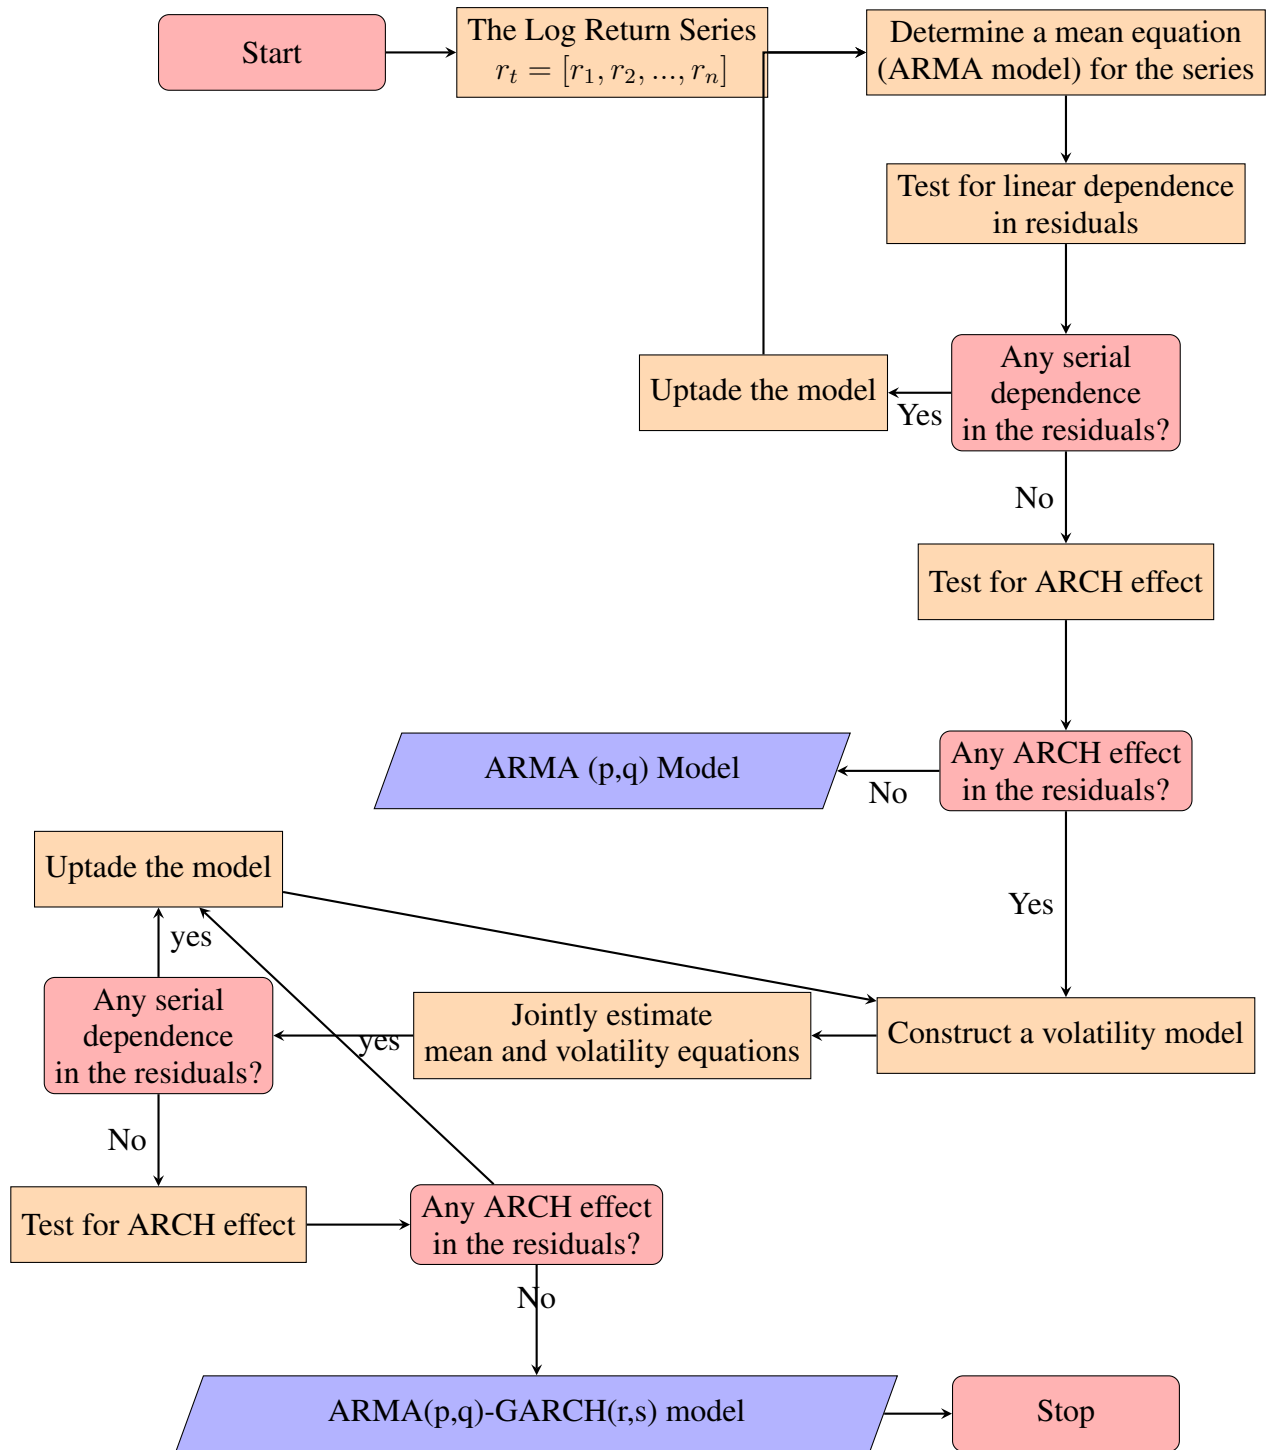 Start
The Log Return Series
r_t = [r_1, r_2, ..., r_n]
Determine a mean equation
(ARMA model) for the series
Test for linear dependence
in residuals
Any serial
dependence
in the residuals?
Yes
Uptade the model
No
Test for ARCH effect
Any ARCH effect
in the residuals?
No
ARMA (p,q) Model
Yes
Construct a volatility model
Jointly estimate
mean and volatility equations
Any serial
dependence
in the residuals?
yes
Uptade the model
No
Test for ARCH effect
Any ARCH effect
in the residuals?
yes
No
ARMA(p,q)-GARCH(r,s) model
Stop